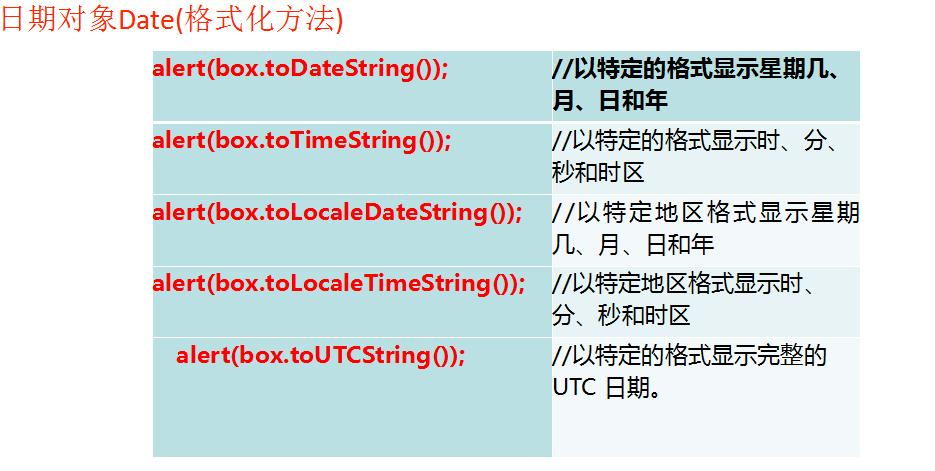 日期对象Date(格式化方法)
alert(box.toDateString());
//以特定的格式显示星期几、
月、日和年
alert(box.toTimeString());
//以特定的格式显示时、分、
秒和时区
alert(box.toLocaleDateString());
//以特定地区格式显示星期
几、月、日和年
alert(box.toLocaleTimeString());
//以特定地区格式显示时、
分、秒和时区
alert(box.toUTCString());
//以特定的格式显示完整的
UTC 日期。